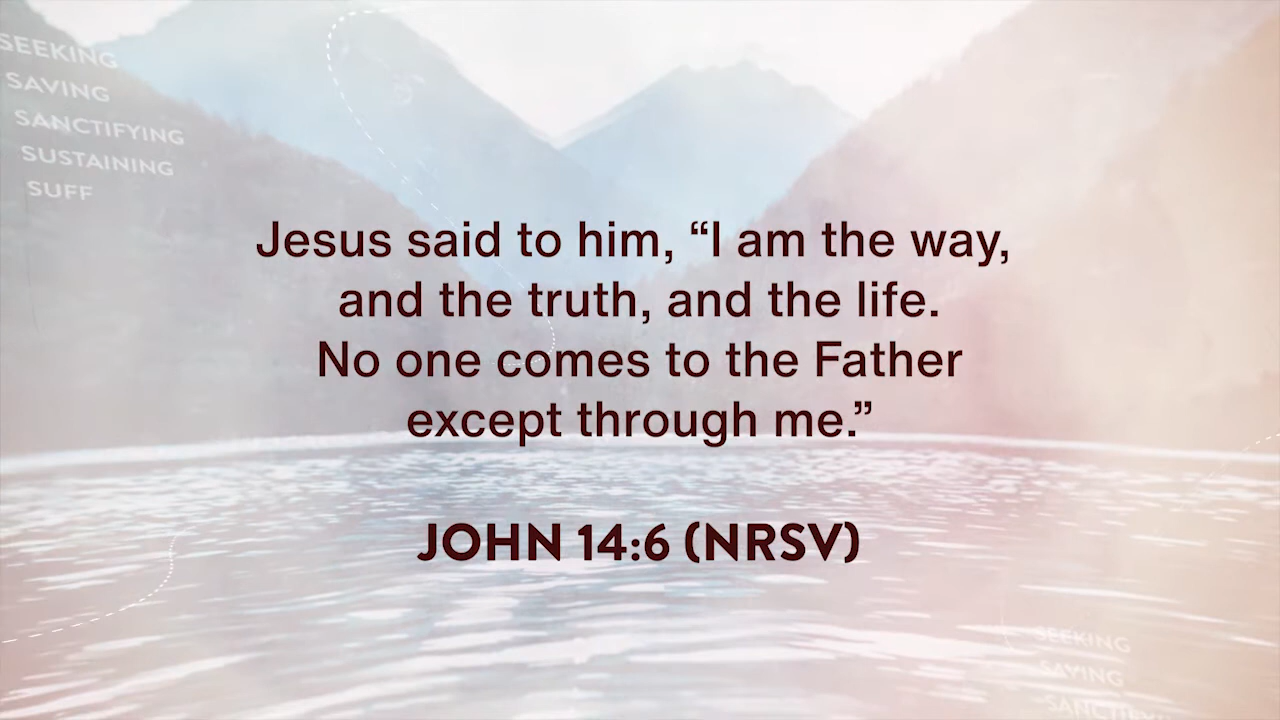 SEEKING
SAVING
SANCTIFYING
SUSTAINING
SUFF
Jesus said to him, “I am the way,
and the truth, and the life.
No one comes to the Father
except through me.”
JOHN 14:6 (NRSV)
SEEKING
SAVING